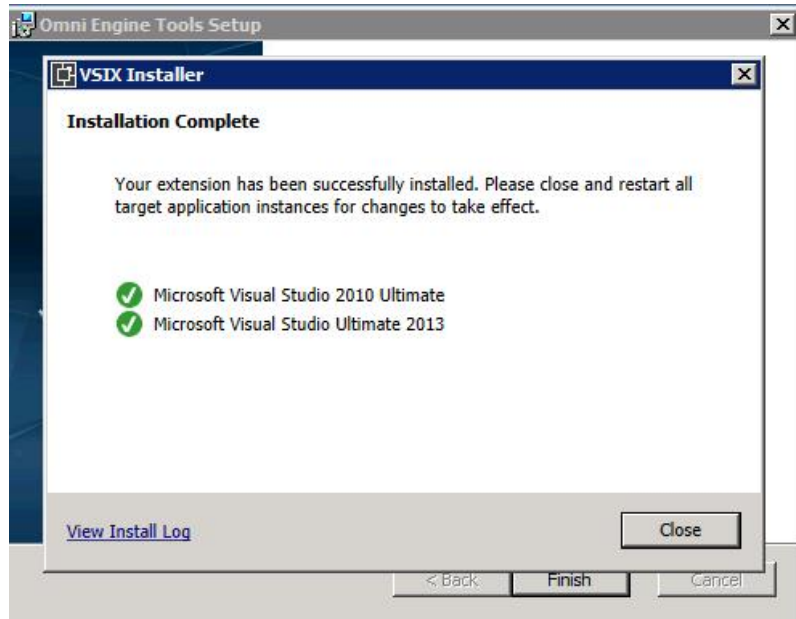 Omni Engine Tools Setup
VSIX Installer
Installation Complete
Your extension has been successfully installed. Please close and restart all
target application instances for changes to take effect.
Microsoft Visual Studio 2010 Ultimate
Microsoft Visual Studio Ultimate 2013
View Install Log
Close
< Back
Finish
Cancel